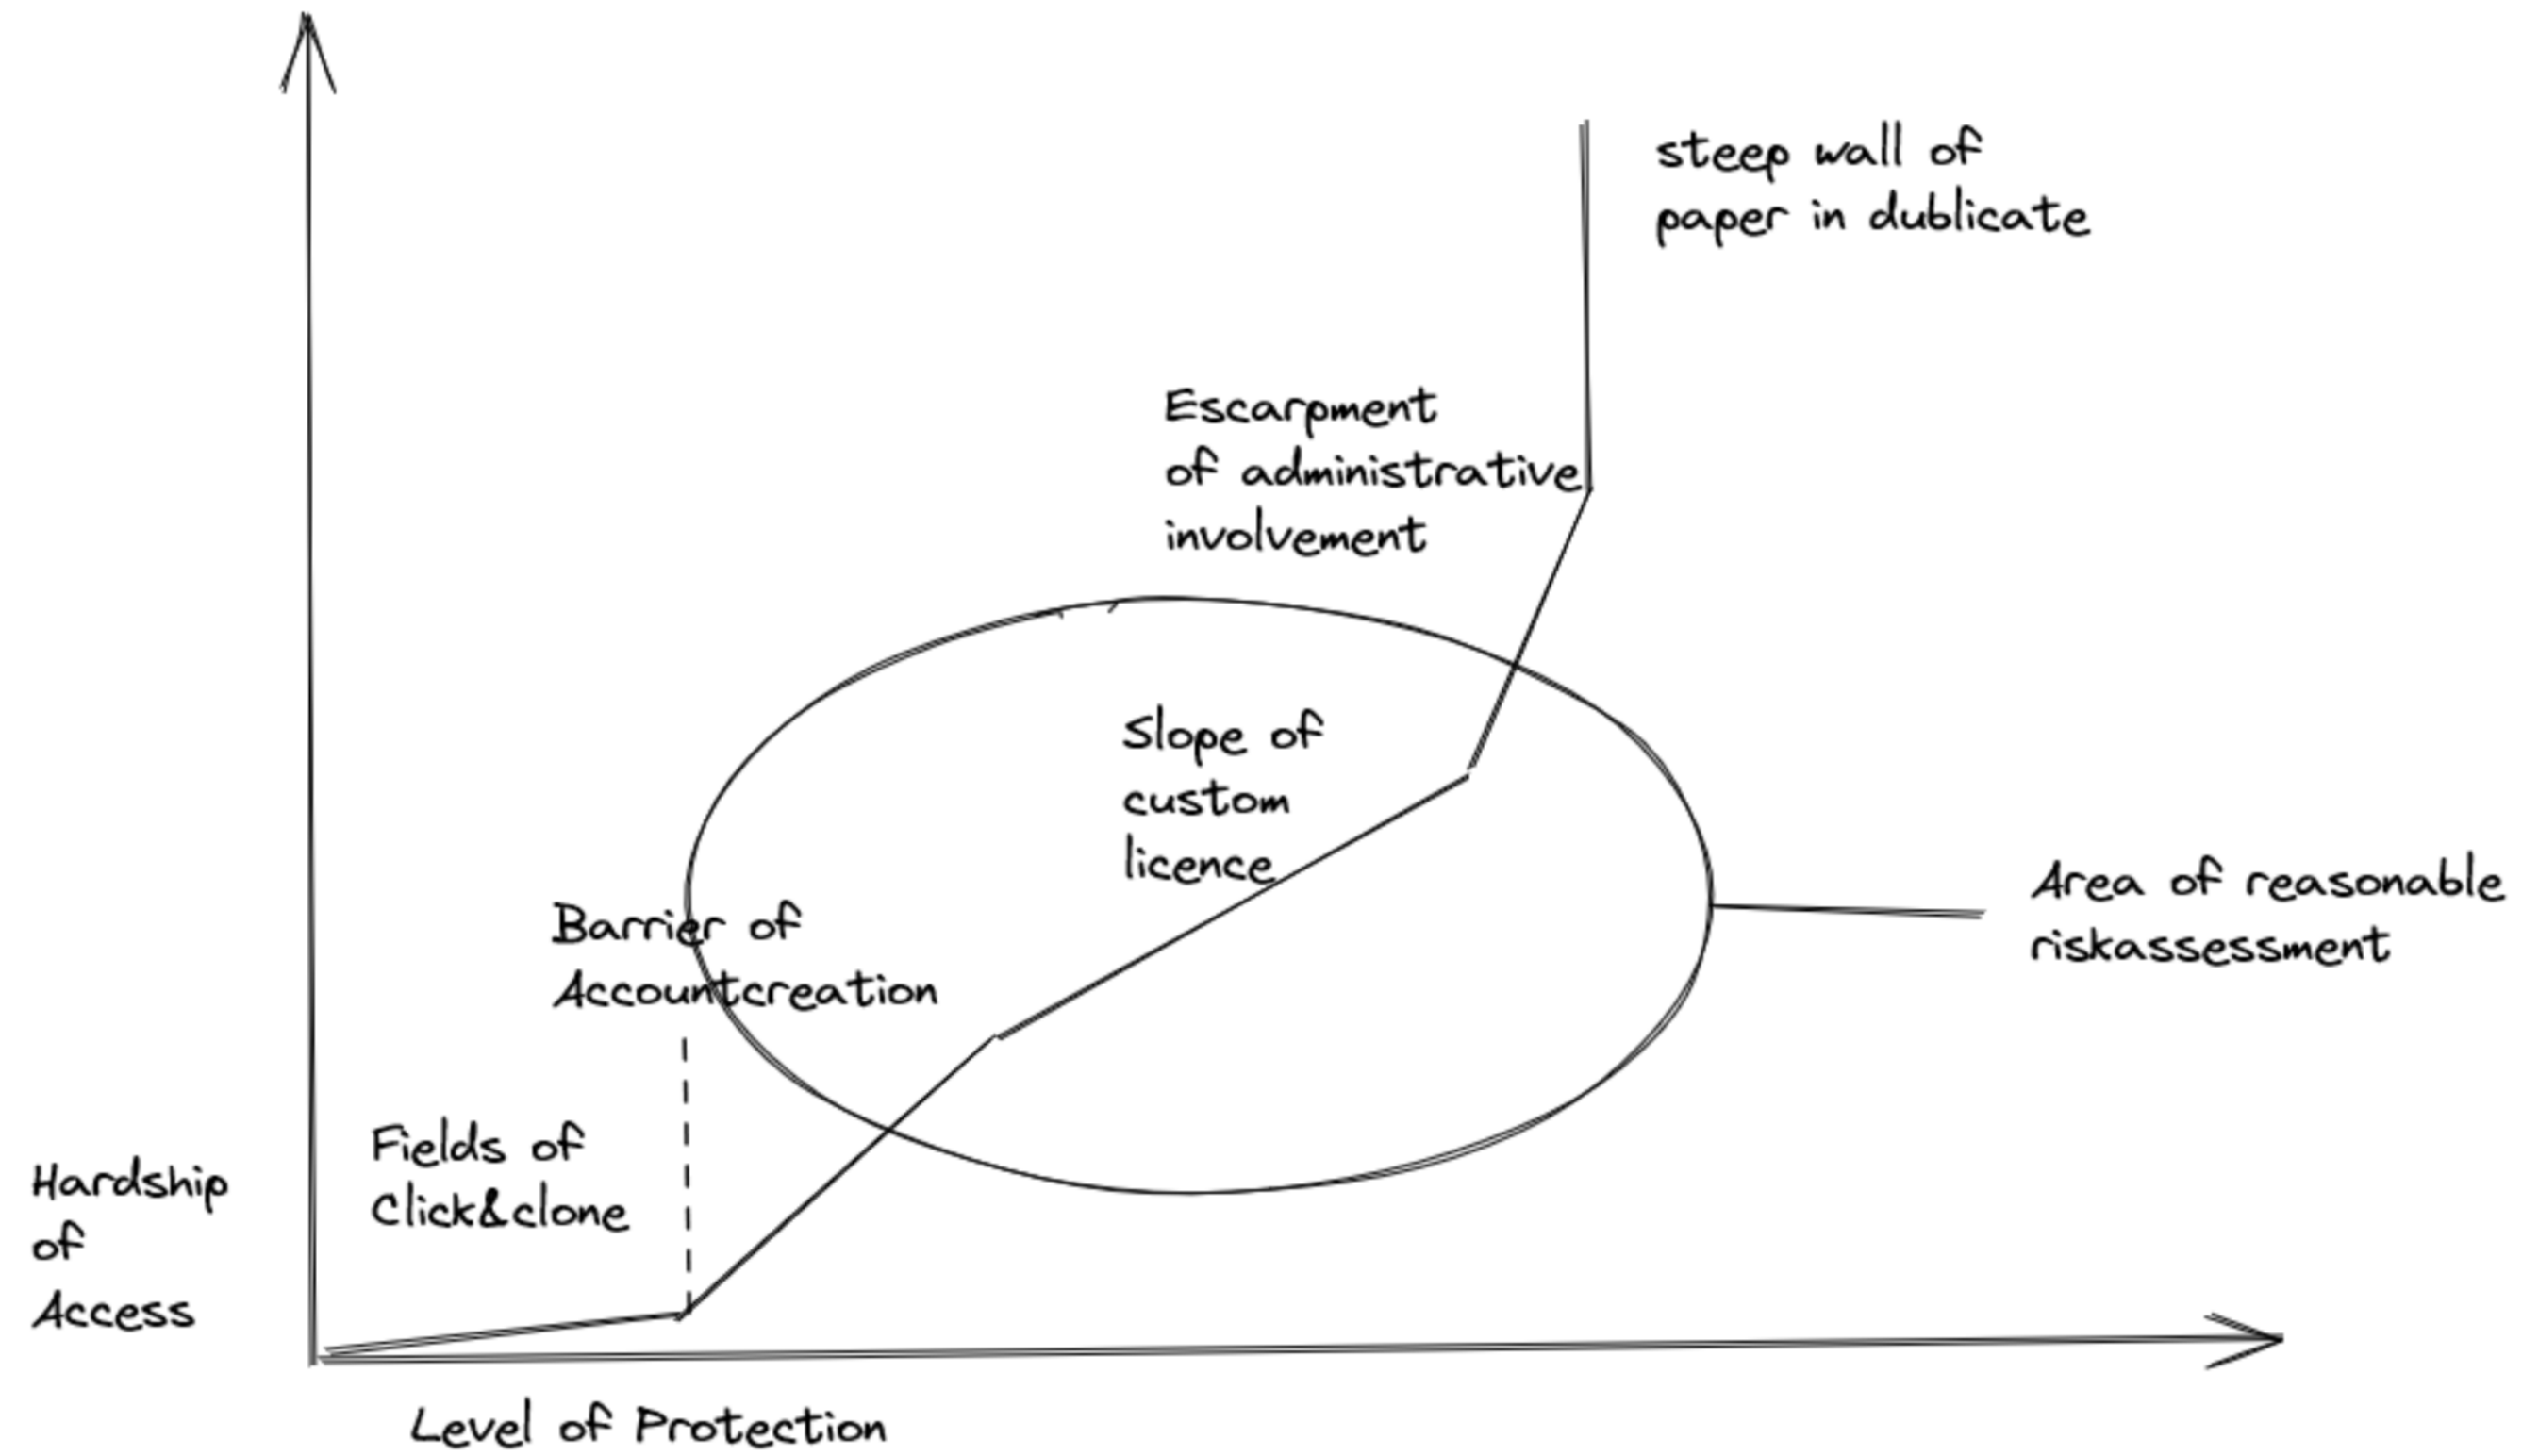 steep wall of
paper in dublicate
Escarpment
of administrative
involvement
Slope of
custom
licence
Area of reasonable
riskassessment
Barrier of
Accountcreation
Fields of
Click&clone
Hardship
of
Access
Level of Protection